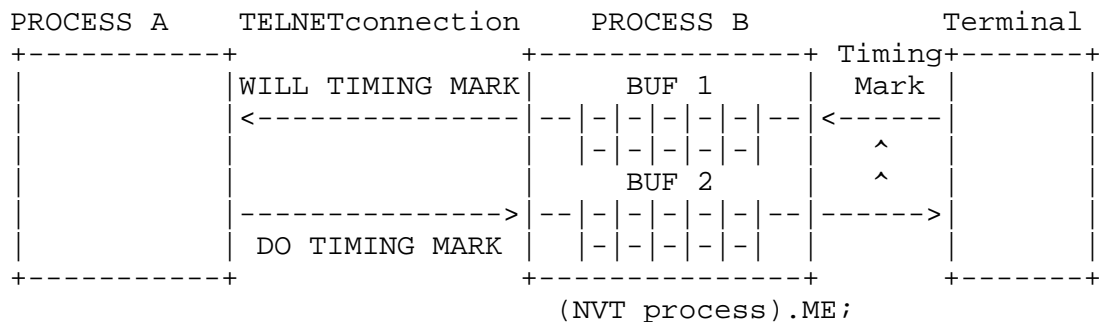 PROCESS A TELNETconnection PROCESS B Terminal
+-----------+ +---------------+ Timing+-------+
| |WILL TIMING MARK| BUF 1 | Mark | |
| |<---------------|--|-|-|-|-|--|<------| |
| | | |-|-|-|-|-| | ^ | |
| | | BUF 2 | ^ | |
| |--------------->|--|-|-|-|-|--|------>| |
| | DO TIMING MARK | |-|-|-|-|-| | | |
+-----------+ +---------------+ +-------+
(NVT process).ME;